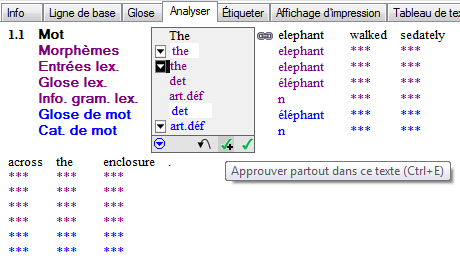 Info Ligne de base Glose Analyser Étiqueter Affichage d'impression Tableau de te
1.1 Mot The elephant walked sedately
Morphèmes the elephant *** ***
Entrées lex. the elephant *** ***
Glose lex. det éléphant *** ***
Info. gram. lex. art.déf n *** ***
Glose de mot det éléphant *** ***
Cat. de mot art.déf n *** ***
Approuver partout dans ce texte (Ctrl+E)
across the enclosure .
*** *** ***
*** *** ***
*** *** ***
*** *** ***
*** *** ***
*** *** ***